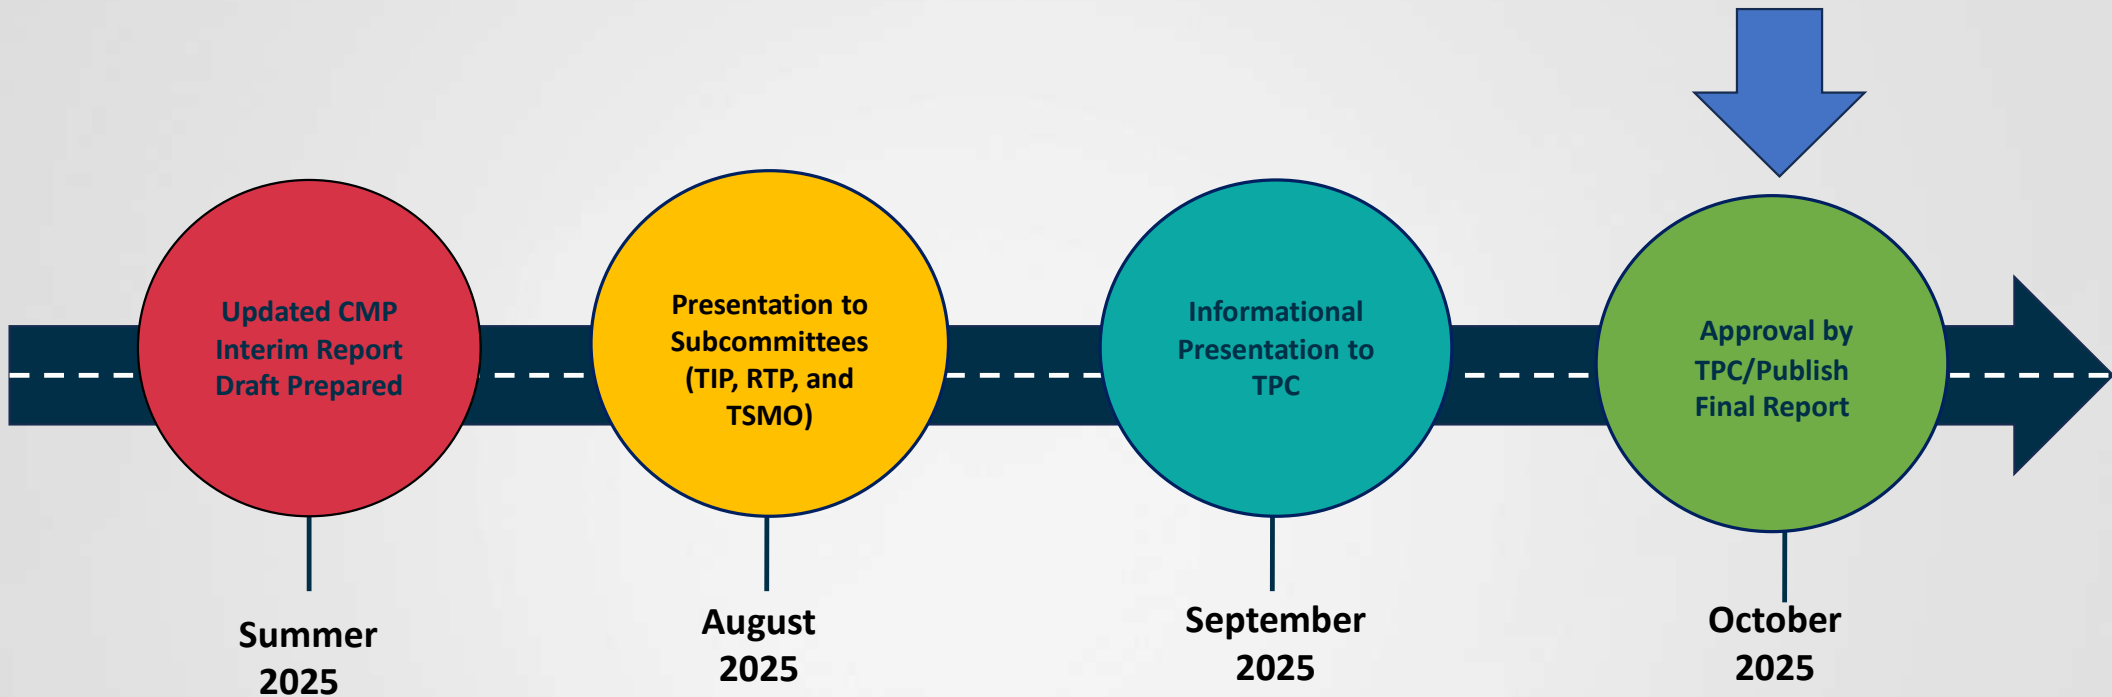 Updated CMP
Interim Report
Draft Prepared
Presentation to
Subcommittees
(TIP, RTP, and
TSMO)
Informational
Presentation to
TPC
Approval by
TPC/Publish
Final Report
Summer
2025
August
2025
September
2025
October
2025